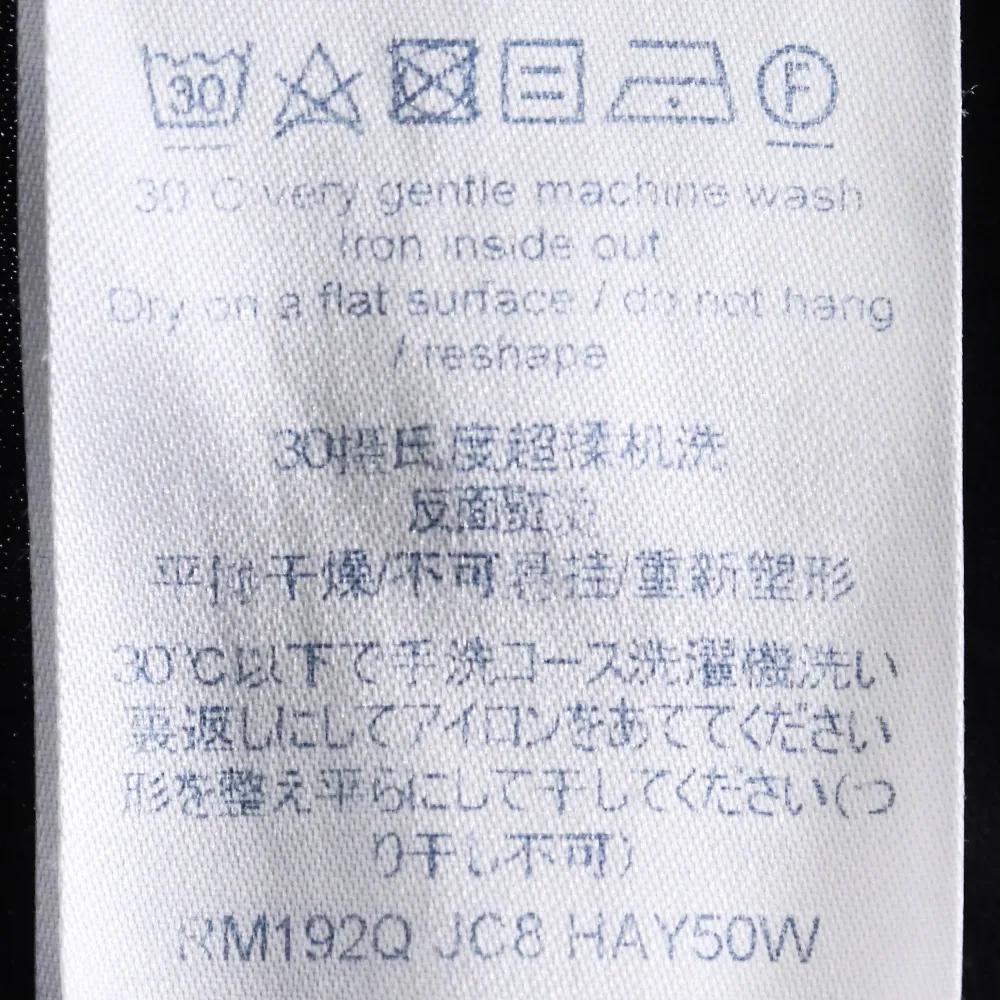 30
F
30°C very gentle machine wash
Iron inside out
Dry on a flat surface / do not hang
/ reshape
30摄氏度超揉机洗
反面熨烫
平摊干燥/不可悬挂/重新塑形
30℃以下で手洗コース洗濯機洗い
裏返しにしてアイロンをあててください
形を整え平らにして干してください(つ
り干し不可)
RM192Q JC8 HAY50W